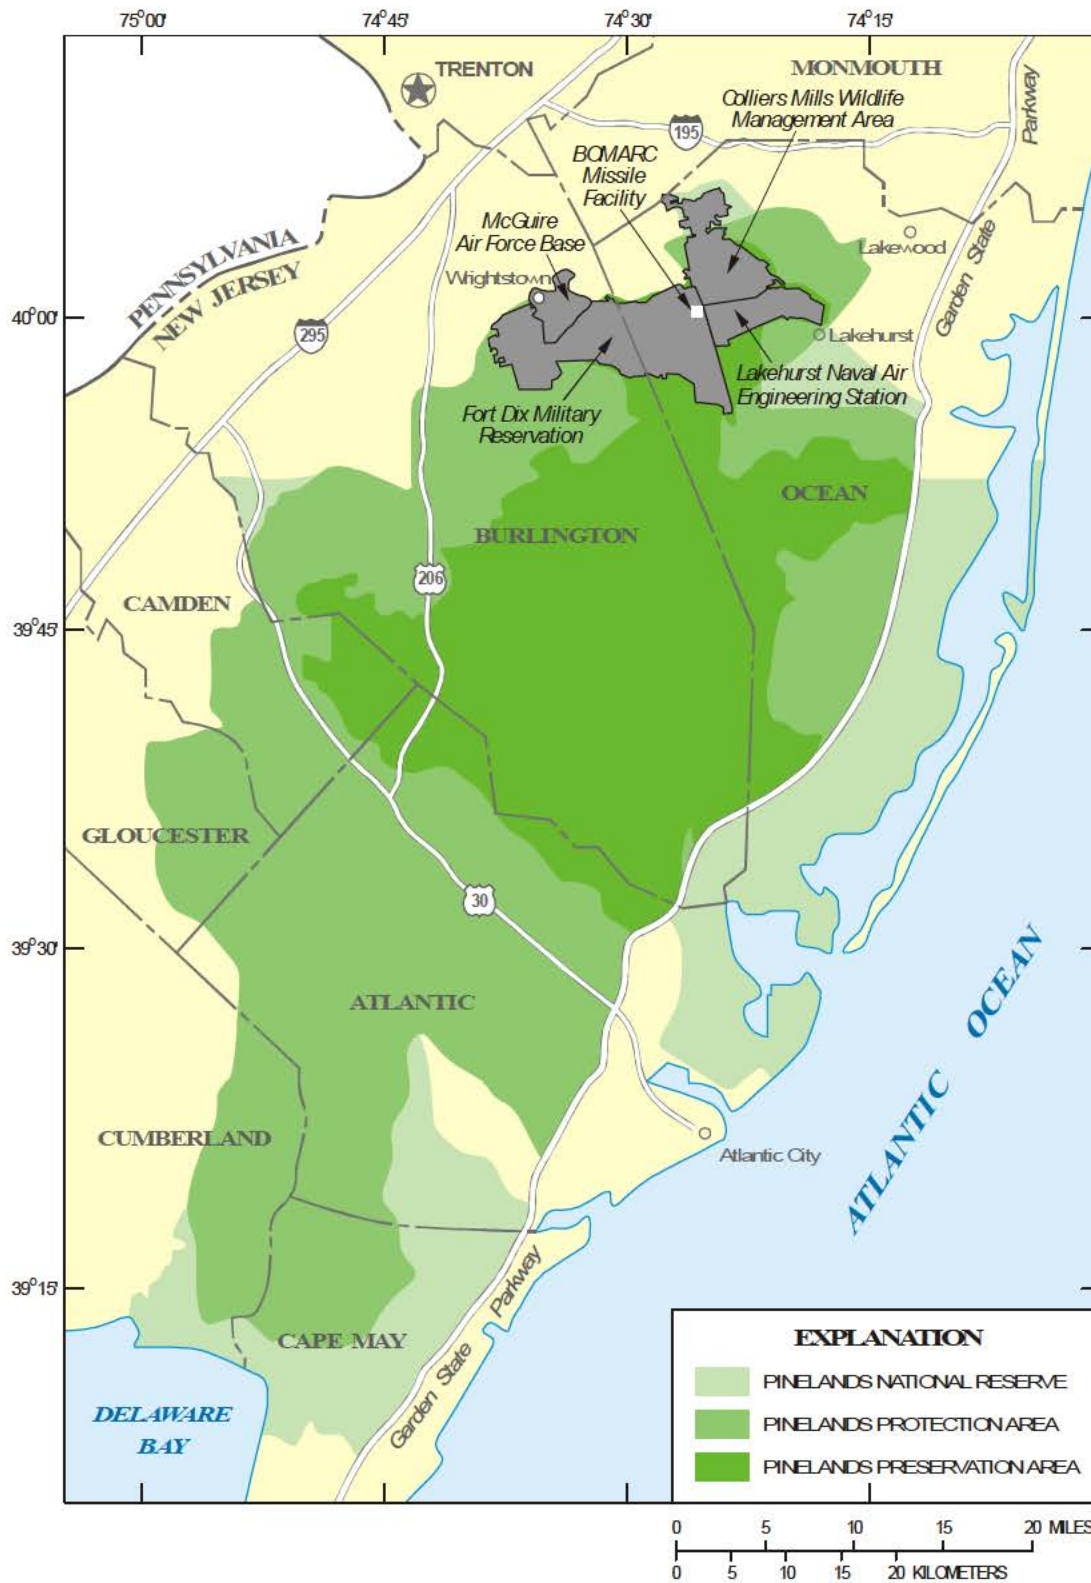 75°00'
74°45'
74°30'
74°15'
TRENTON
MONMOUTH
Colliers Mills Wildlife
Management Area
Parkway
195
BOMARC
Missile
Facility
McGuire
Air Force Base
Wrightstown
Lakewood
Garden State
PENNSYLVANIA
NEW JERSEY
40°00'
295
Lakehurst
Lakehurst Naval Air
Engineering Station
Fort Dix Military
Reservation
OCEAN
BURLINGTON
206
CAMDEN
39°45'
GLOUCESTER
30
39°30'
ATLANTIC
ATLANTIC OCEAN
CUMBERLAND
Atlantic City
39°15'
Garden State Parkway
CAPE MAY
DELAWARE
BAY
EXPLANATION
PINELANDS NATIONAL RESERVE
PINELANDS PROTECTION AREA
PINELANDS PRESERVATION AREA
0 5 10 15 20 MILES
0 5 10 15 20 KILOMETERS